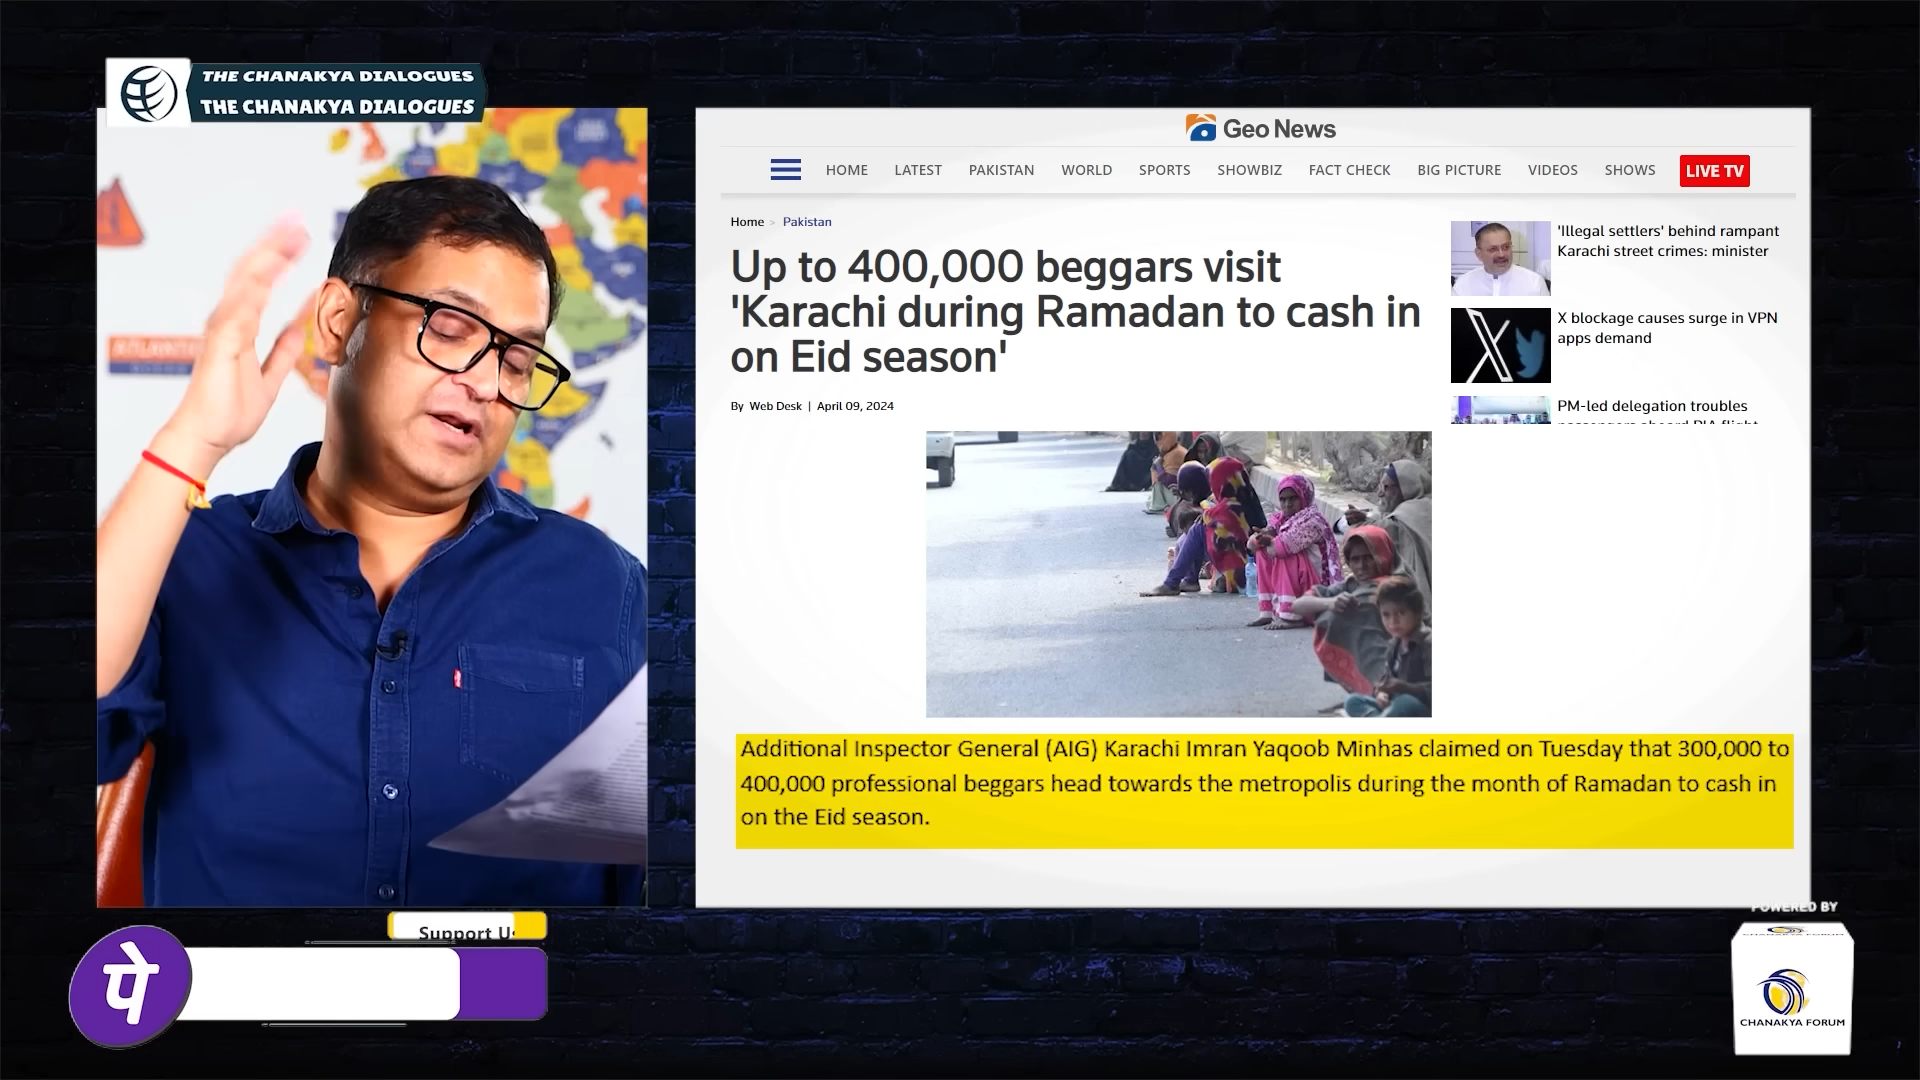 THE CHANAKYA DIALOGUES
THE CHANAKYA DIALOGUES
Geo News
HOME LATEST PAKISTAN WORLD SPORTS SHOWBIZ FACT CHECK BIG PICTURE VIDEOS SHOWS LIVE TV
Home > Pakistan
Up to 400,000 beggars visit
'Karachi during Ramadan to cash in
on Eid season'
By Web Desk | April 09, 2024
'Illegal settlers' behind rampant
Karachi street crimes: minister
X blockage causes surge in VPN
apps demand
PM-led delegation troubles
Additional Inspector General (AIG) Karachi Imran Yaqoob Minhas claimed on Tuesday that 300,000 to
400,000 professional beggars head towards the metropolis during the month of Ramadan to cash in
on the Eid season.
Support Us
पे
POWERED BY
CHANAKYA FORUM